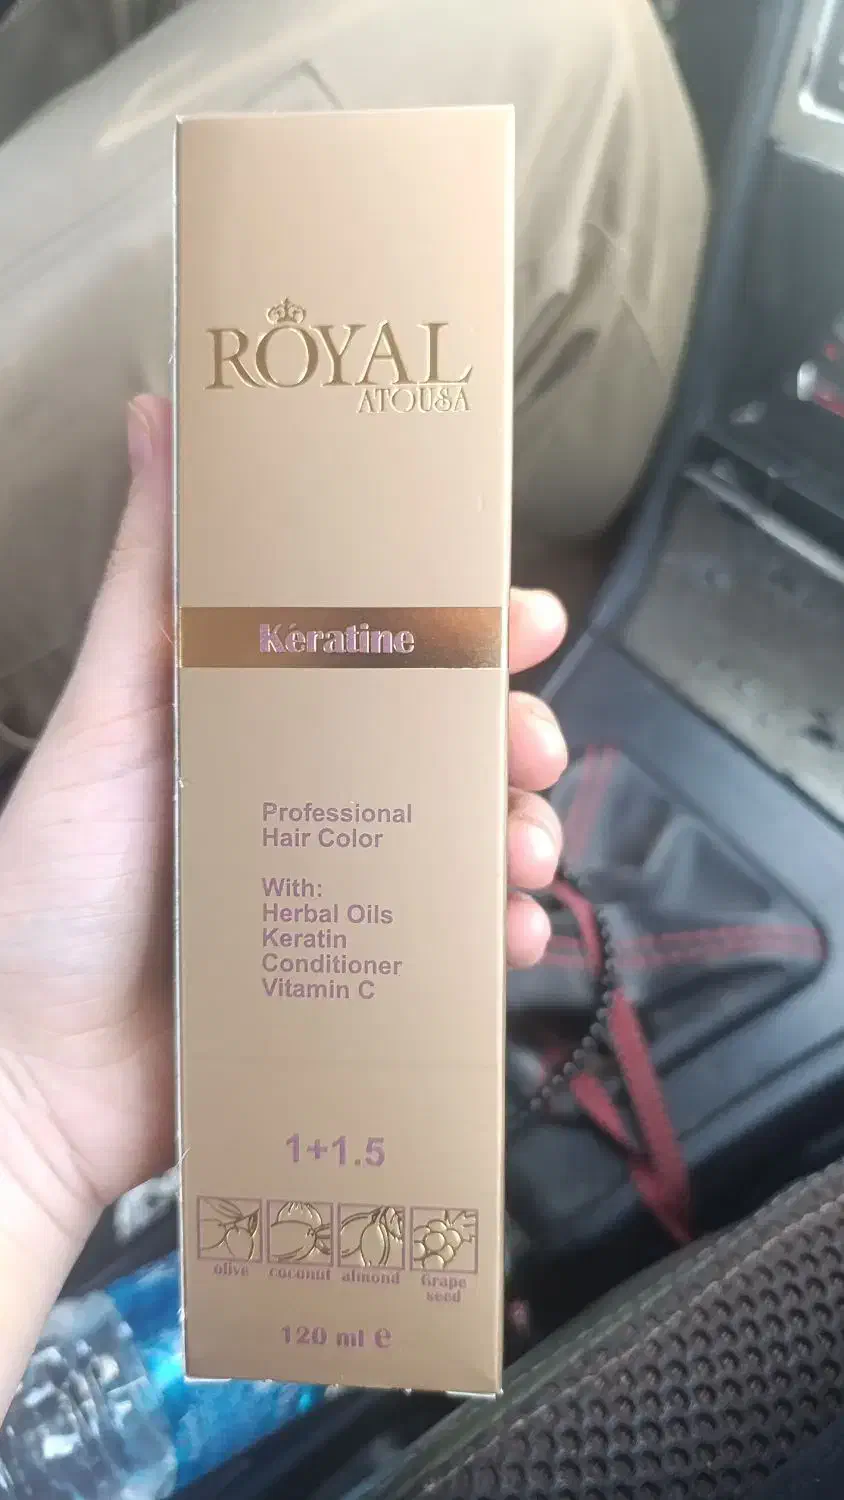 ROYAL
ATOUSA
Kératine
Professional
Hair Color
With:
Herbal Oils
Keratin
Conditioner
Vitamin C
1+1.5
olive coconut almond Grape
seed
120 ml e